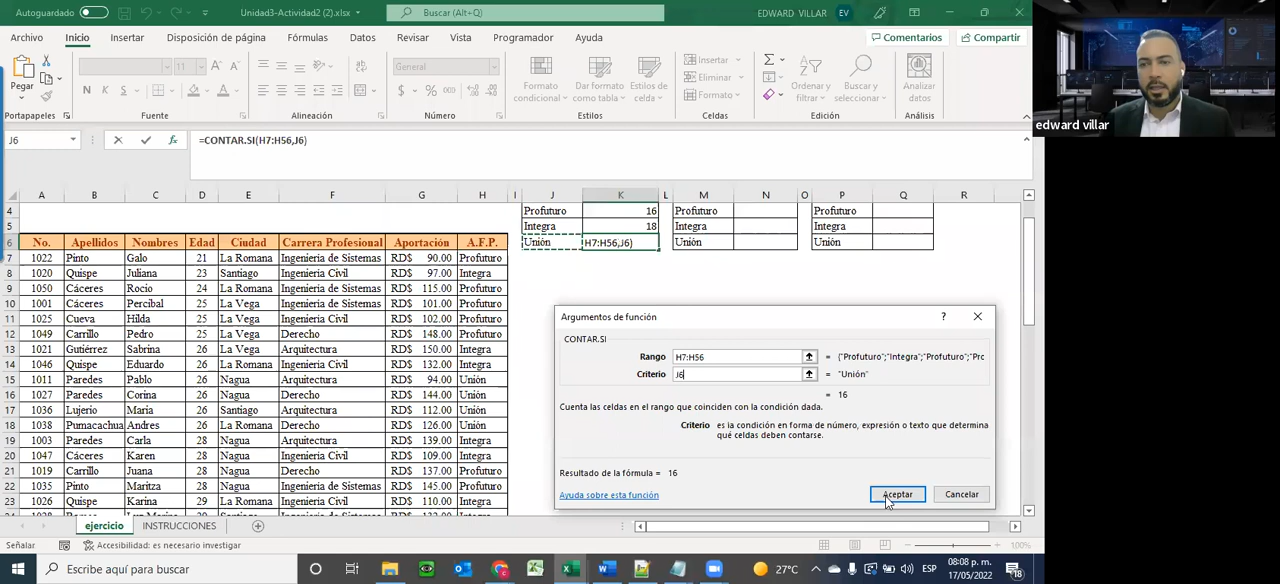 Autoguardado
Unidad3-Actividad2 (2).xlsx
Buscar (Alt+Q)
EDWARD VILLAR EV
Archivo Inicio Insertar Disposición de página Fórmulas Datos Revisar Vista Programador Ayuda Comentarios Compartir
Pegar
N K S
11
General
$ % 000
Formato condicional
Dar formato como tabla
Estilos de celda
Insertar
Eliminar
Formato
Ordenar y filtrar
Buscar y seleccionar
Analizar datos
Portapapeles Fuente Alineación Número Estilos Celdas Edición Análisis
edward villar
J6 fx =CONTAR.SI(H7:H56,J6)
A B C D E F G H I J K L M N O P Q R
4 Profuturo 16 Profuturo Profuturo
5 Integra 18 Integra Integra
6 No. Apellidos Nombres Edad Ciudad Carrera Profesional Aportación A.F.P. Unión H7:H56,J6) Unión Unión
7 1022 Pinto Galo 21 La Romana Ingenieria de Sistemas RD$ 90.00 Profuturo
8 1020 Quispe Juliana 23 Santiago Ingenieria Civil RD$ 97.00 Integra
9 1050 Cáceres Rocio 24 La Romana Ingenieria de Sistemas RD$ 115.00 Profuturo
10 1001 Cáceres Percibal 25 La Vega Ingenieria de Sistemas RD$ 101.00 Profuturo
11 1025 Cueva Hilda 25 La Vega Ingenieria Civil RD$ 102.00 Profuturo
12 1049 Carrillo Pedro 25 La Vega Derecho RD$ 148.00 Profuturo
13 1021 Gutiérrez Sabrina 26 La Vega Arquitectura RD$ 150.00 Integra
14 1046 Quispe Eduardo 26 La Romana Ingenieria Civil RD$ 132.00 Integra
15 1011 Paredes Pablo 26 Nagua Arquitectura RD$ 94.00 Unión
16 1027 Paredes Corina 26 Nagua Derecho RD$ 144.00 Unión
17 1036 Lujerio Maria 26 Santiago Arquitectura RD$ 112.00 Unión
18 1038 Pumacachua Andres 26 La Romana Derecho RD$ 126.00 Unión
19 1003 Paredes Carla 28 Nagua Arquitectura RD$ 139.00 Integra
20 1047 Cáceres Karen 28 Nagua Ingenieria Civil RD$ 109.00 Integra
21 1019 Carrillo Juana 28 Nagua Derecho RD$ 137.00 Profuturo
22 1035 Pinto Maritza 28 Nagua Arquitectura RD$ 145.00 Profuturo
23 1026 Quispe Karina 29 La Romana Ingenieria Civil RD$ 110.00 Integra
Argumentos de función ?
CONTAR.SI
Rango H7:H56 = {"Profuturo";"Integra";"Profuturo";"Prc
Criterio J6 = "Unión"
= 16
Cuenta las celdas en el rango que coinciden con la condición dada.
Criterio es la condición en forma de número, expresión o texto que determina
qué celdas deben contarse.
Resultado de la fórmula = 16
Ayuda sobre esta función
Aceptar Cancelar
ejercicio INSTRUCCIONES
Señalar Accesibilidad: es necesario investigar 100%
Escribe aquí para buscar
27°C
ESP
08:08 p. m.
17/05/2022
18